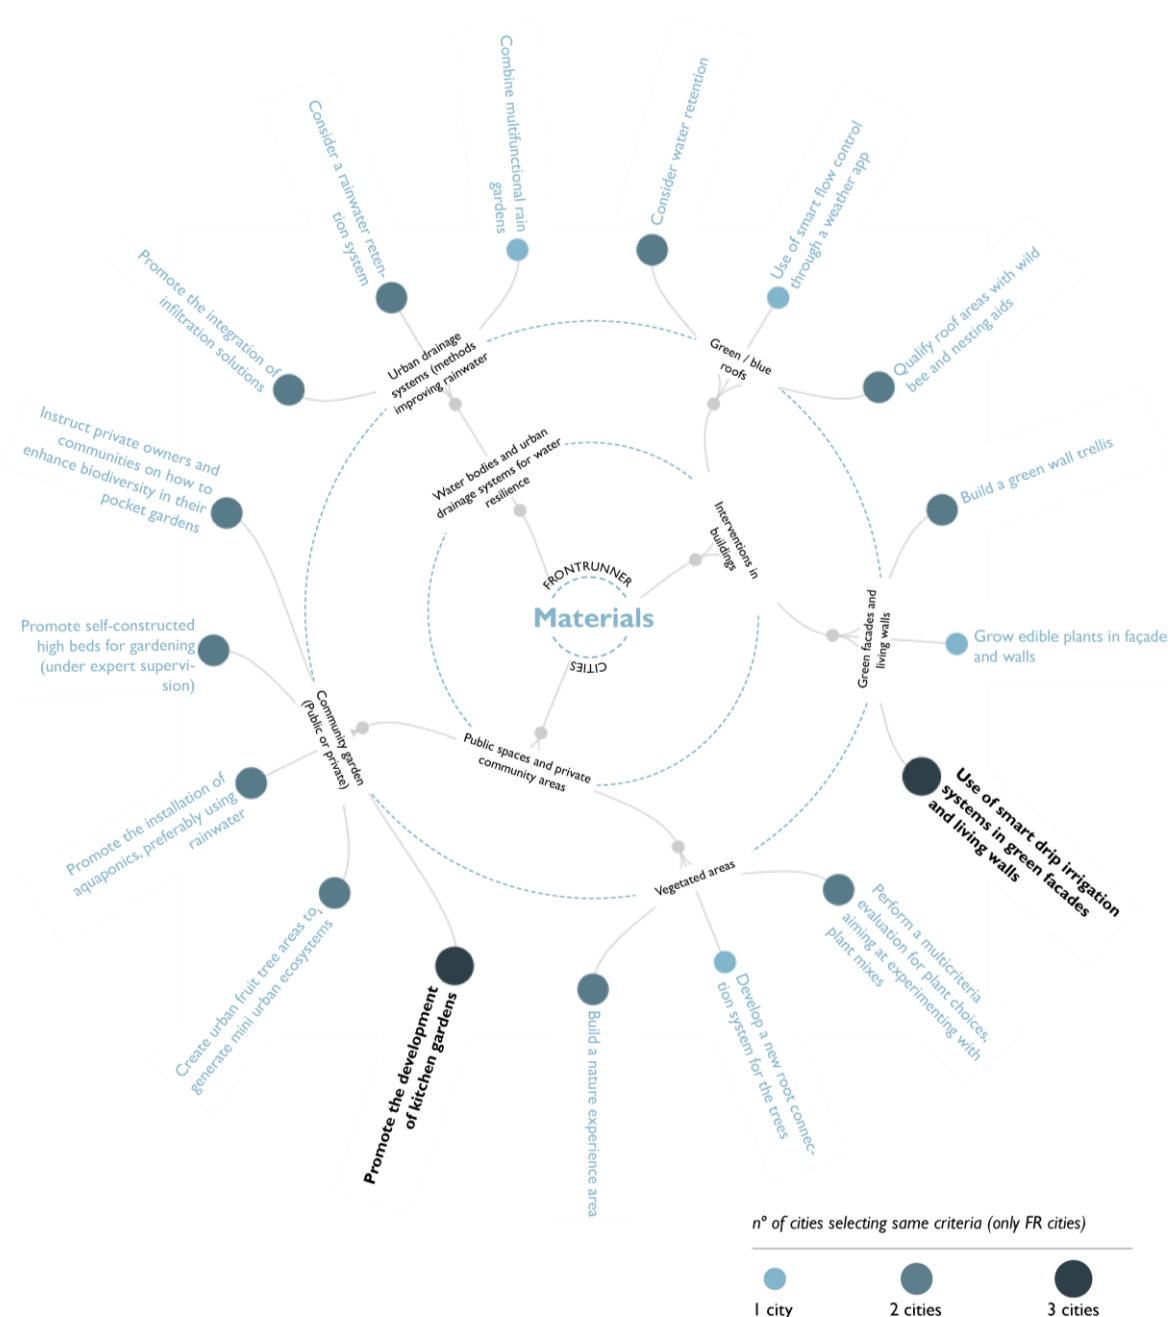 Combine multifunctional rain
gardens
Consider water retention
Consider a rainwater reten-
tion system
Use of smart flow control
through a weather app
Promote the integration of
infiltration solutions
Qualify roof areas with wild
bee and nesting aids
Urban drainage
systems (methods
improving rainwater
Green / blue
roofs
Instruct private owners and
communities on how to
enhance biodiversity in their
pocket gardens
Water bodies and urban
drainage systems for water
resilience
Build a green wall trellis
Interventions in
buildings
FRONTRUNNER
Materials
CITIES
Green facades and
living walls
Grow edible plants in façade
and walls
Promote self-constructed
high beds for gardening
(under expert supervi-
sion)
Community garden
(Public or private)
Public spaces and private
community areas
Use of smart drip irrigation
systems in green facades
and living walls
Promote the installation of
aquaponics, preferably using
rainwater
Vegetated areas
Perform a multicriteria
evaluation for plant choices,
aiming at experimenting with
plant mixes
Create urban fruit tree areas to,
generate mini urban ecosystems
Promote the development
of kitchen gardens
Build a nature experience area
Develop a new root connec-
tion system for the trees
nº of cities selecting same criteria (only FR cities)
1 city
2 cities
3 cities